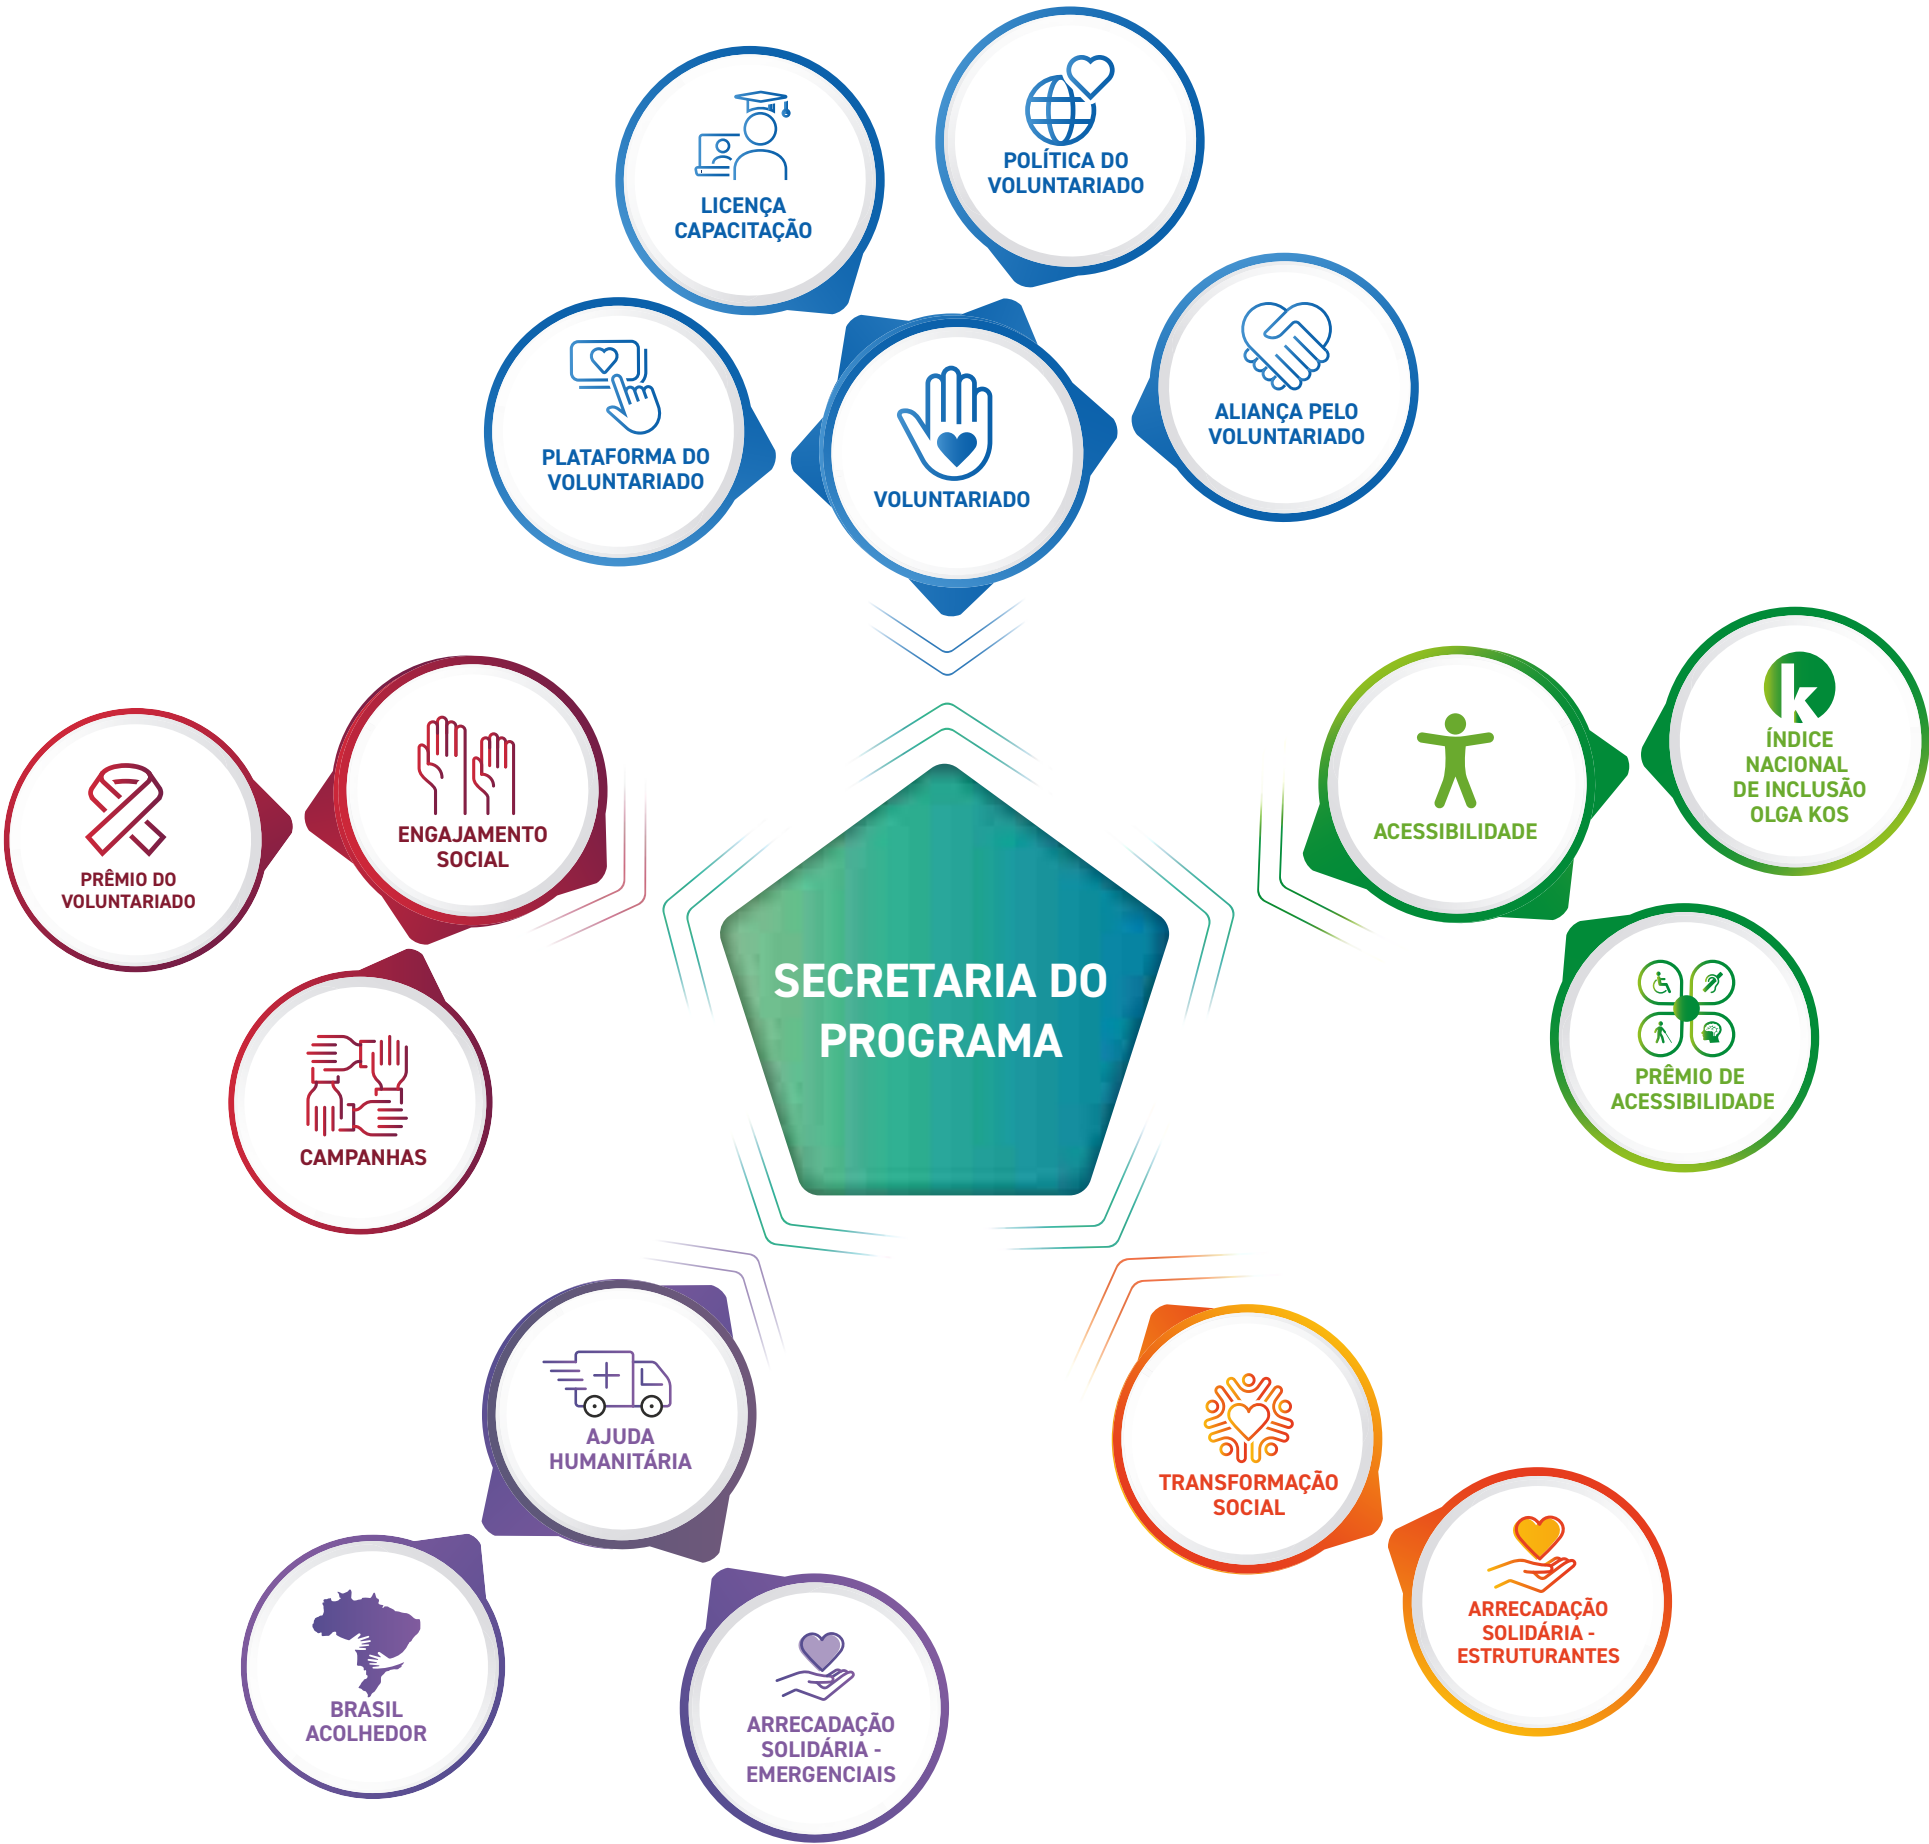 POLÍTICA DO
VOLUNTARIADO
LICENÇA
CAPACITAÇÃO
ALIANÇA PELO
VOLUNTARIADO
PLATAFORMA DO
VOLUNTARIADO
VOLUNTARIADO
ÍNDICE
NACIONAL
DE INCLUSÃO
OLGA KOS
ACESSIBILIDADE
ENGAJAMENTO
SOCIAL
PRÊMIO DO
VOLUNTARIADO
SECRETARIA DO
PROGRAMA
PRÊMIO DE
ACESSIBILIDADE
CAMPANHAS
AJUDA
HUMANITÁRIA
TRANSFORMAÇÃO
SOCIAL
ARRECADAÇÃO
SOLIDÁRIA -
ESTRUTURANTES
BRASIL
ACOLHEDOR
ARRECADAÇÃO
SOLIDÁRIA -
EMERGENCIAIS